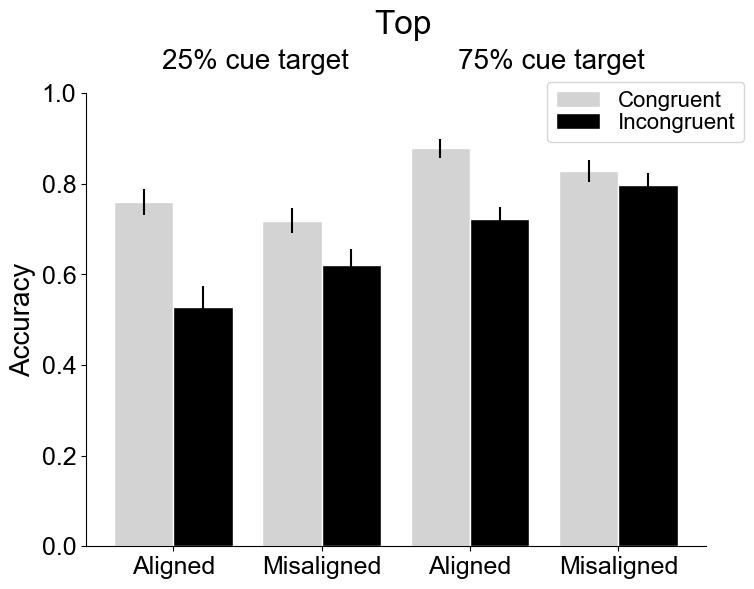 Top
25% cue target 75% cue target
Congruent
Incongruent
Accuracy
1.0
0.8
0.6
0.4
0.2
0.0
Aligned Misaligned Aligned Misaligned